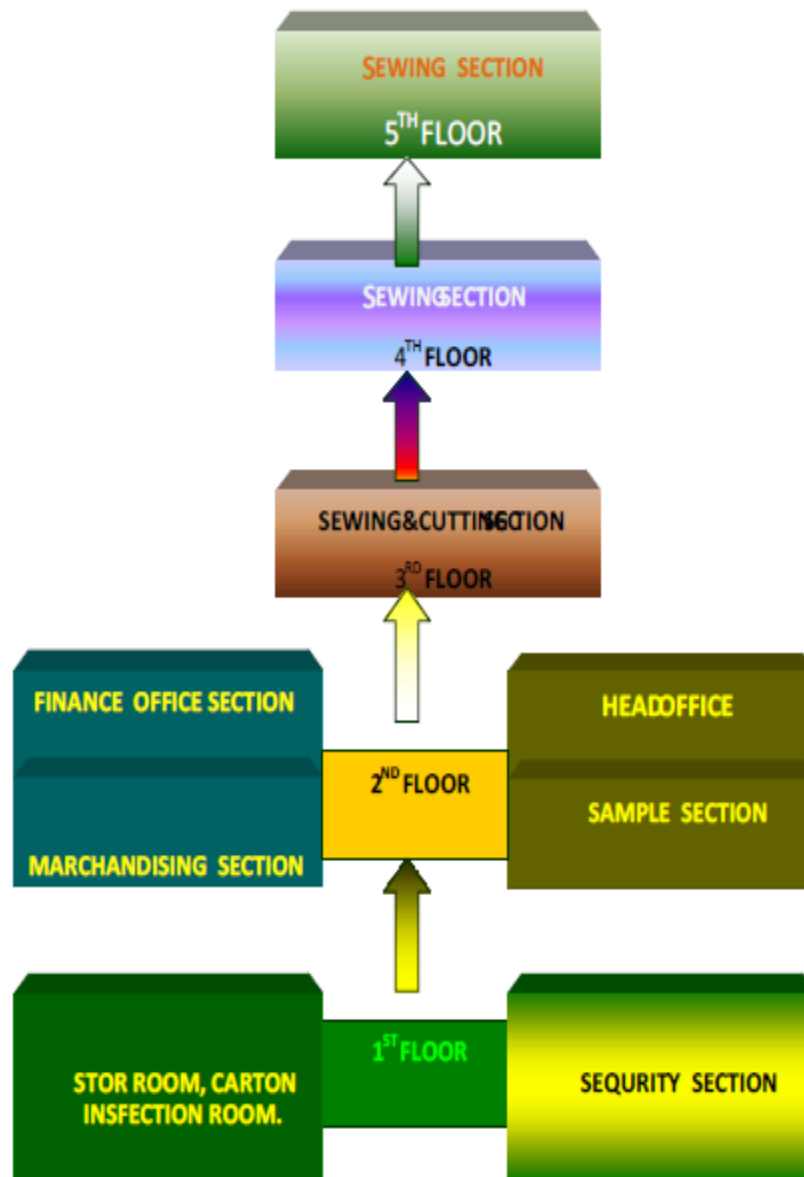 SEWING SECTION
5TH FLOOR
SEWINGSECTION
4TH FLOOR
SEWING&CUTTINGSECTION
3RD FLOOR
FINANCE OFFICE SECTION
HEADOFFICE
2ND FLOOR
SAMPLE SECTION
MARCHANDISING SECTION
1ST FLOOR
STOR ROOM, CARTON
INSFECTION ROOM.
SEQURITY SECTION